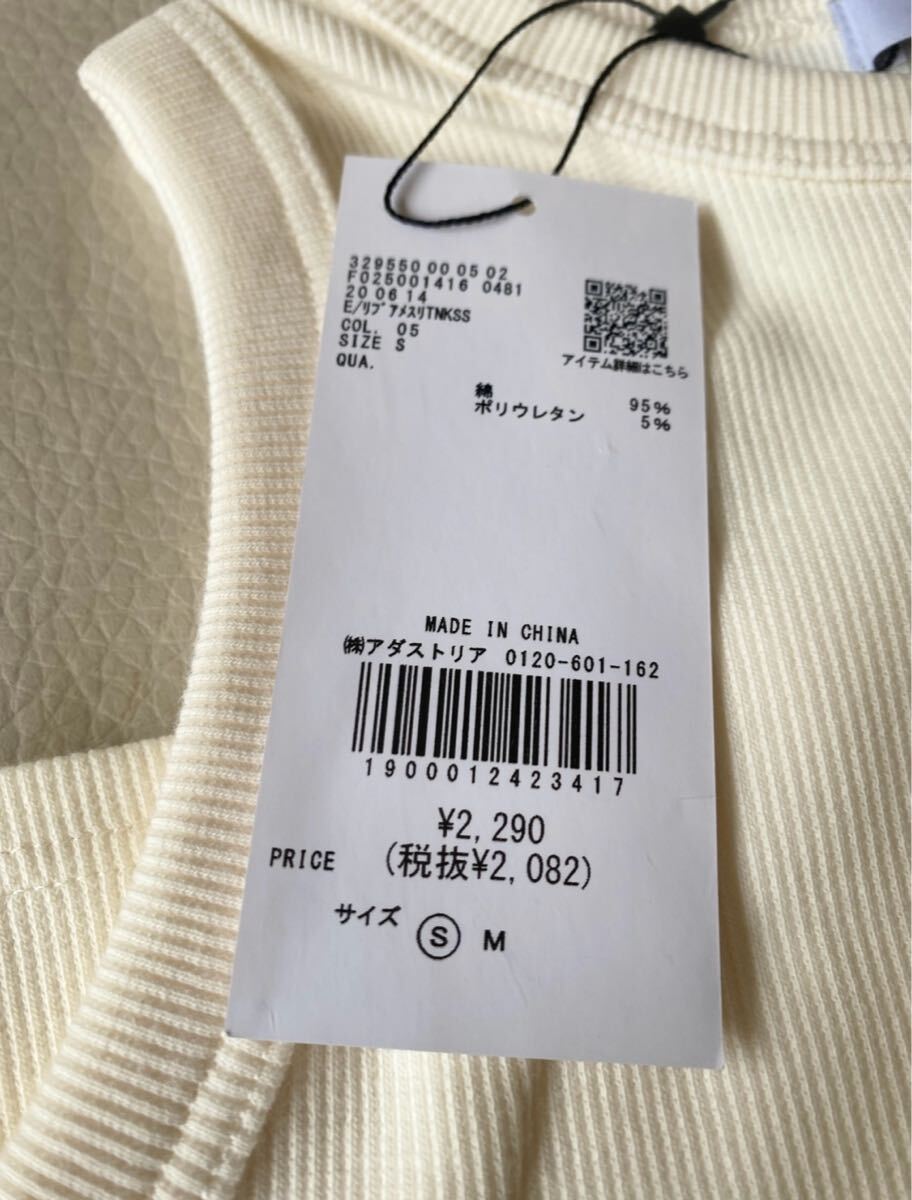 329550 00 05 02
F025001416 0481
20 06 14
E/ﾘﾌﾞｱﾒｽﾘTNKSS
COL. 05
SIZE S
QUA.
アイテム詳細はこちら
綿 95%
ポリウレタン 5%
MADE IN CHINA
㈱アダストリア 0120-601-162
1900012423417
¥2,290
PRICE (税抜¥2,082)
サイズ Ⓢ M